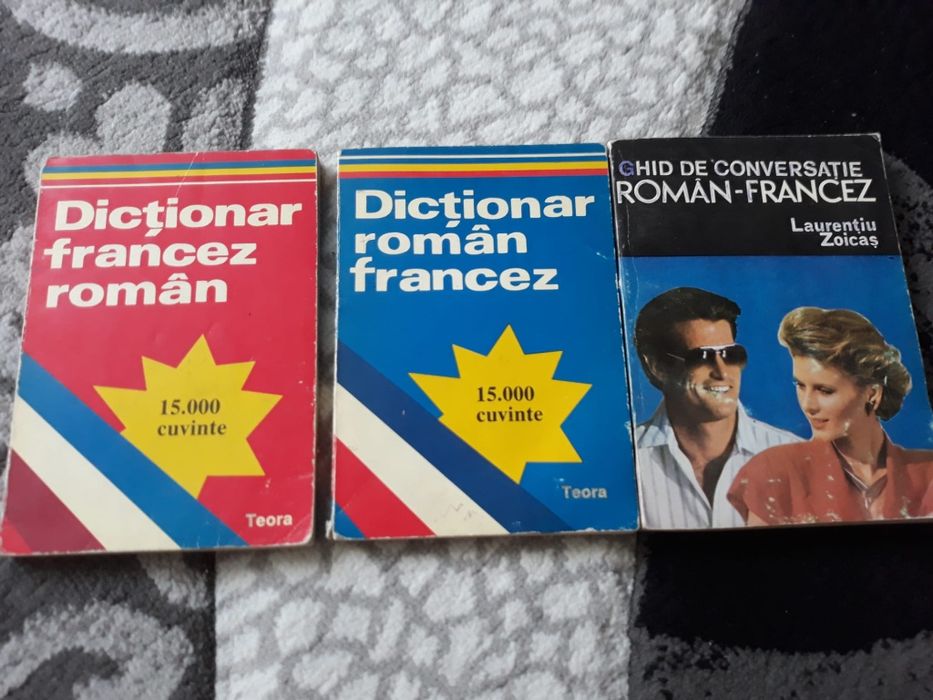 Dicționar
francez
român
15.000
cuvinte
Teora
Dicționar
român
francez
15.000
cuvinte
Teora
GHID DE CONVERSAȚIE
ROMÂN-FRANCEZ
Laurențiu
Zoicaș